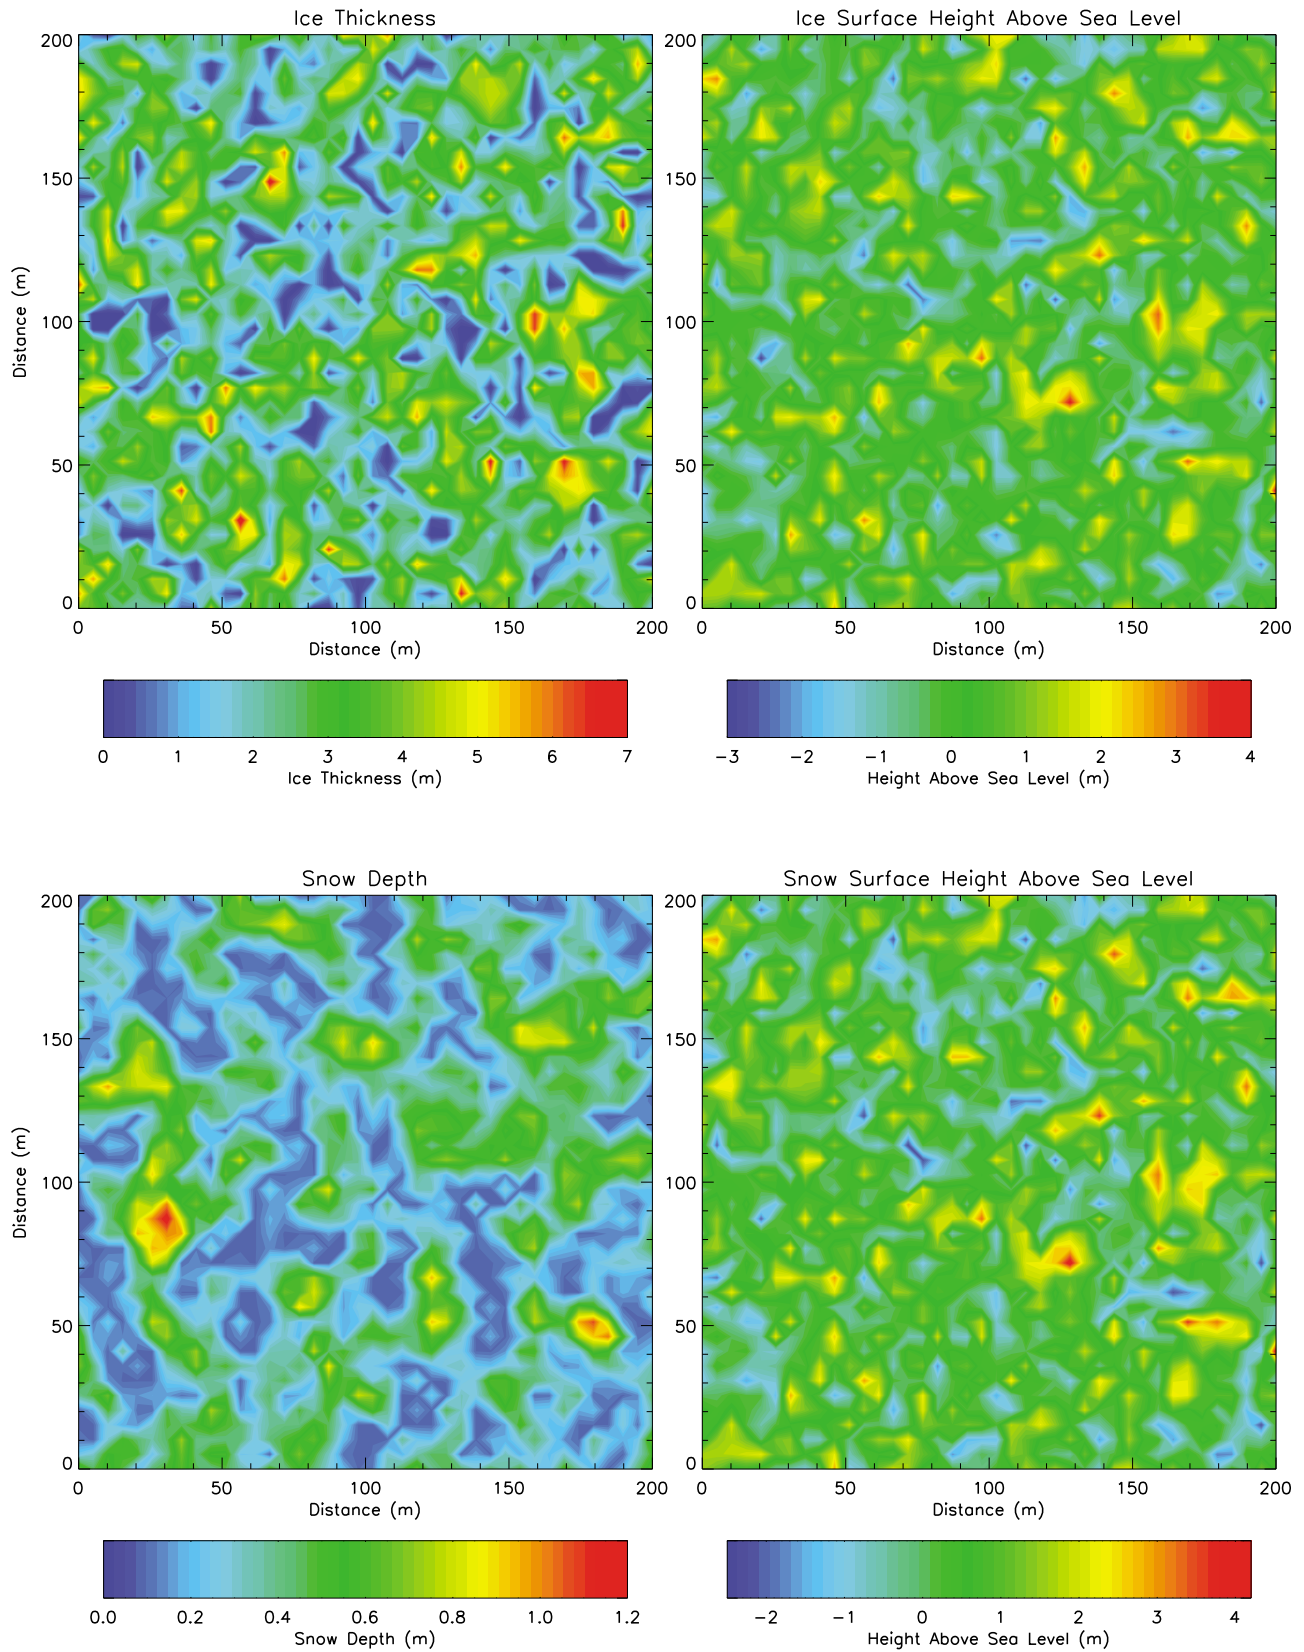 Ice Thickness
200
150
100
50
0
Distance (m)
0 50 100 150 200
Distance (m)
0 1 2 3 4 5 6 7
Ice Thickness (m)
Ice Surface Height Above Sea Level
200
150
100
50
0
0 50 100 150 200
Distance (m)
−3 −2 −1 0 1 2 3 4
Height Above Sea Level (m)
Snow Depth
200
150
100
50
0
Distance (m)
0 50 100 150 200
Distance (m)
0.0 0.2 0.4 0.6 0.8 1.0 1.2
Snow Depth (m)
Snow Surface Height Above Sea Level
200
150
100
50
0
0 50 100 150 200
Distance (m)
−2 −1 0 1 2 3 4
Height Above Sea Level (m)